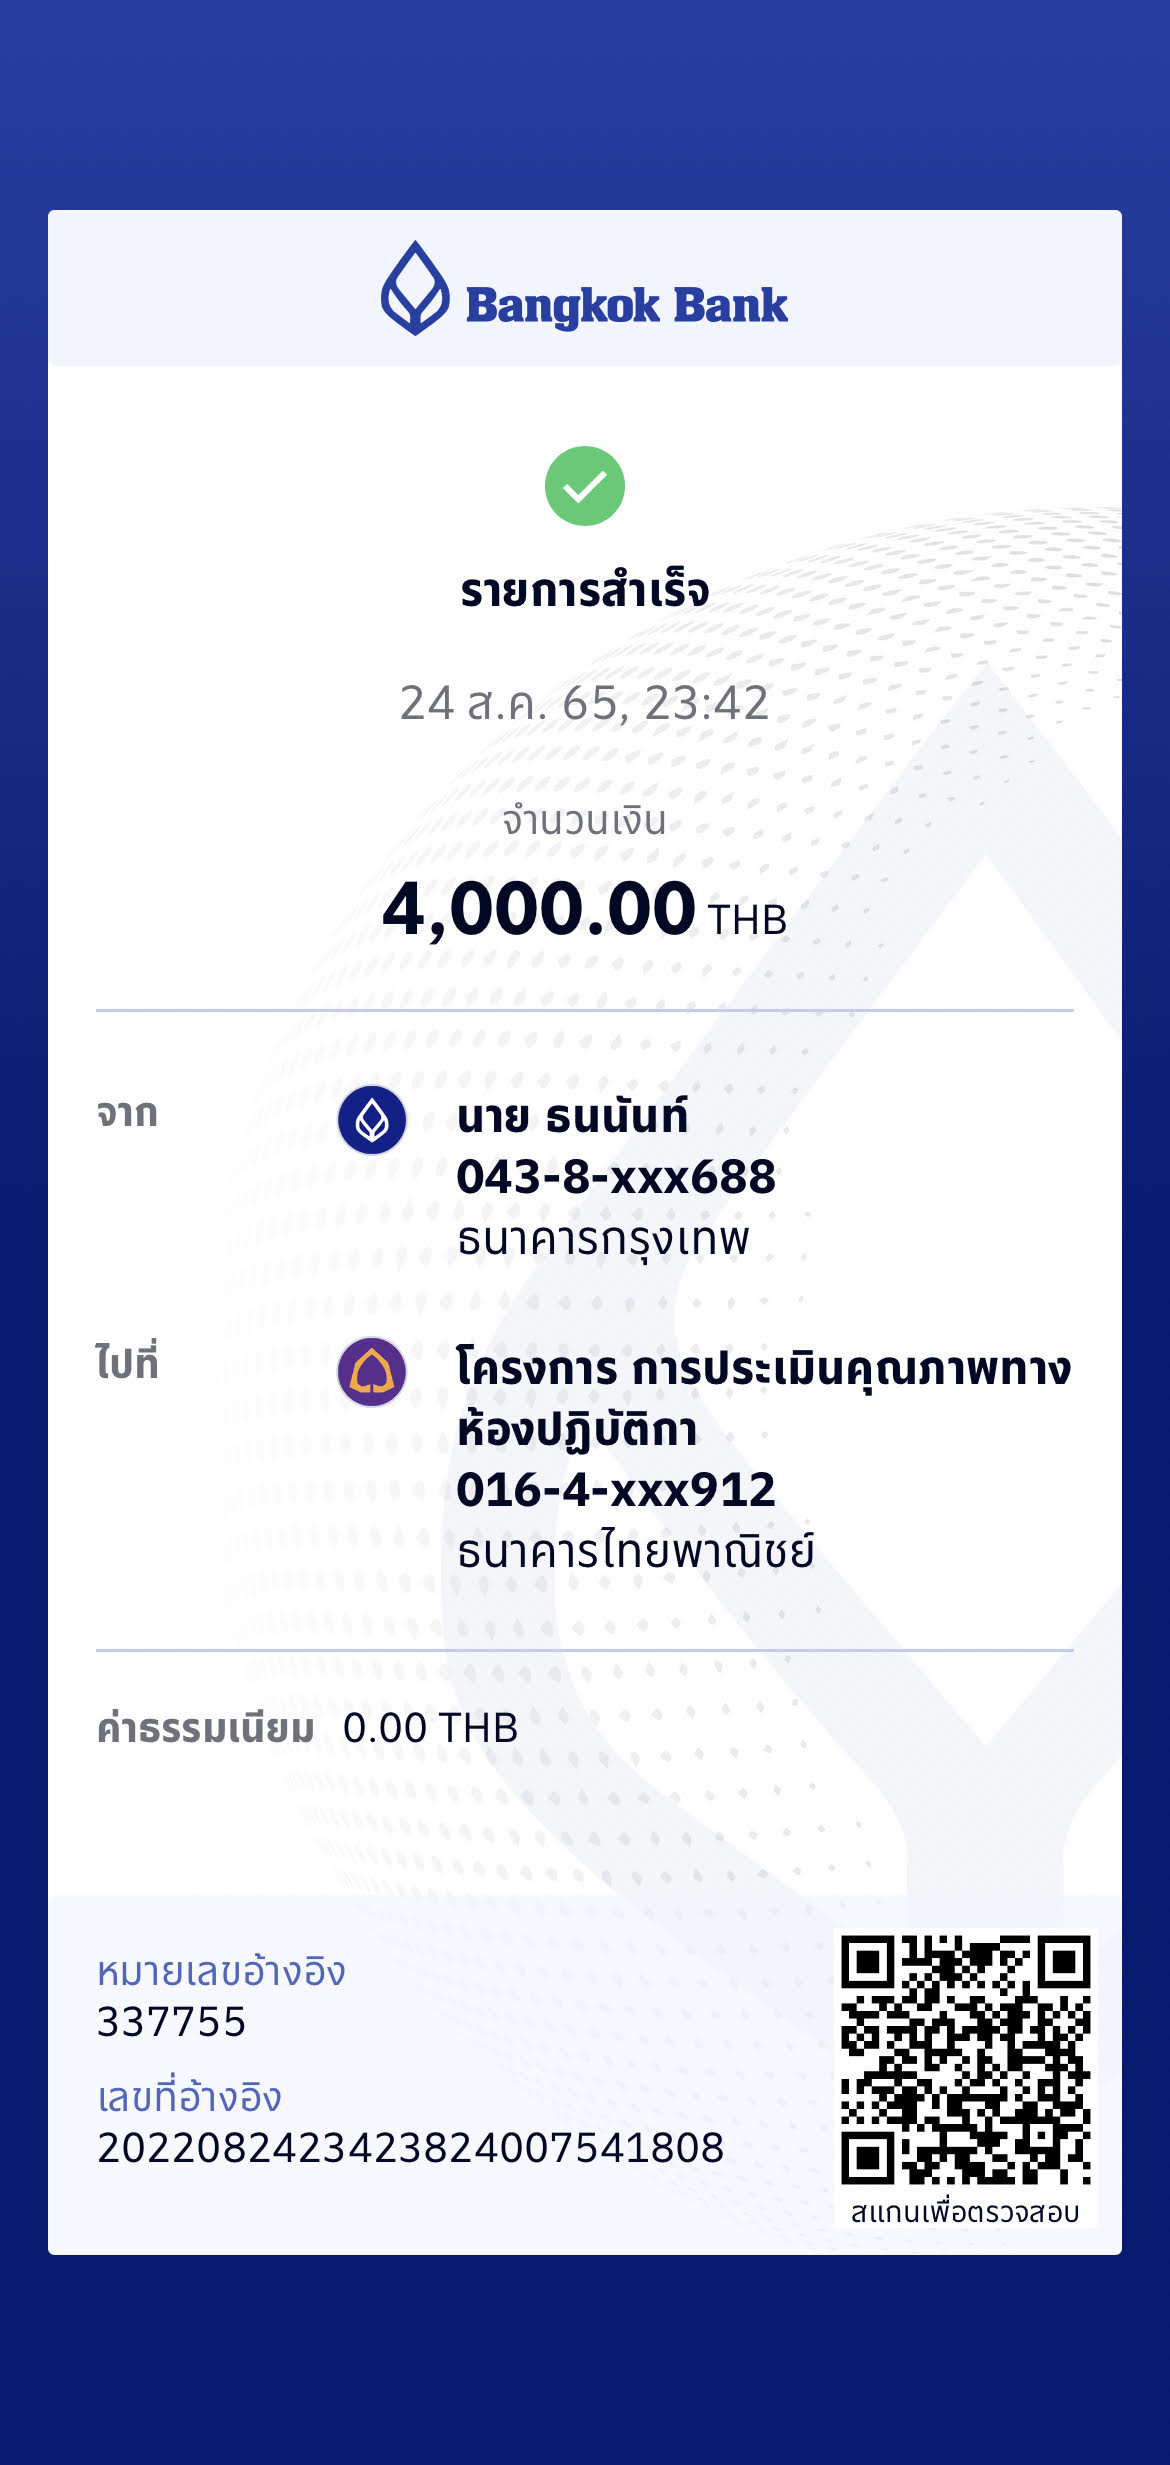 Bangkok Bank
รายการสำเร็จ
24 ส.ค. 65, 23:42
จำนวนเงิน
4,000.00 THB
จาก
นาย ธนนันท์
043-8-xxx688
ธนาคารกรุงเทพ
ไปที่
โครงการ การประเมินคุณภาพทาง
ห้องปฏิบัติกา
016-4-xxx912
ธนาคารไทยพาณิชย์
ค่าธรรมเนียม 0.00 THB
หมายเลขอ้างอิง
337755
เลขที่อ้างอิง
2022082423423824007541808
สแกนเพื่อตรวจสอบ